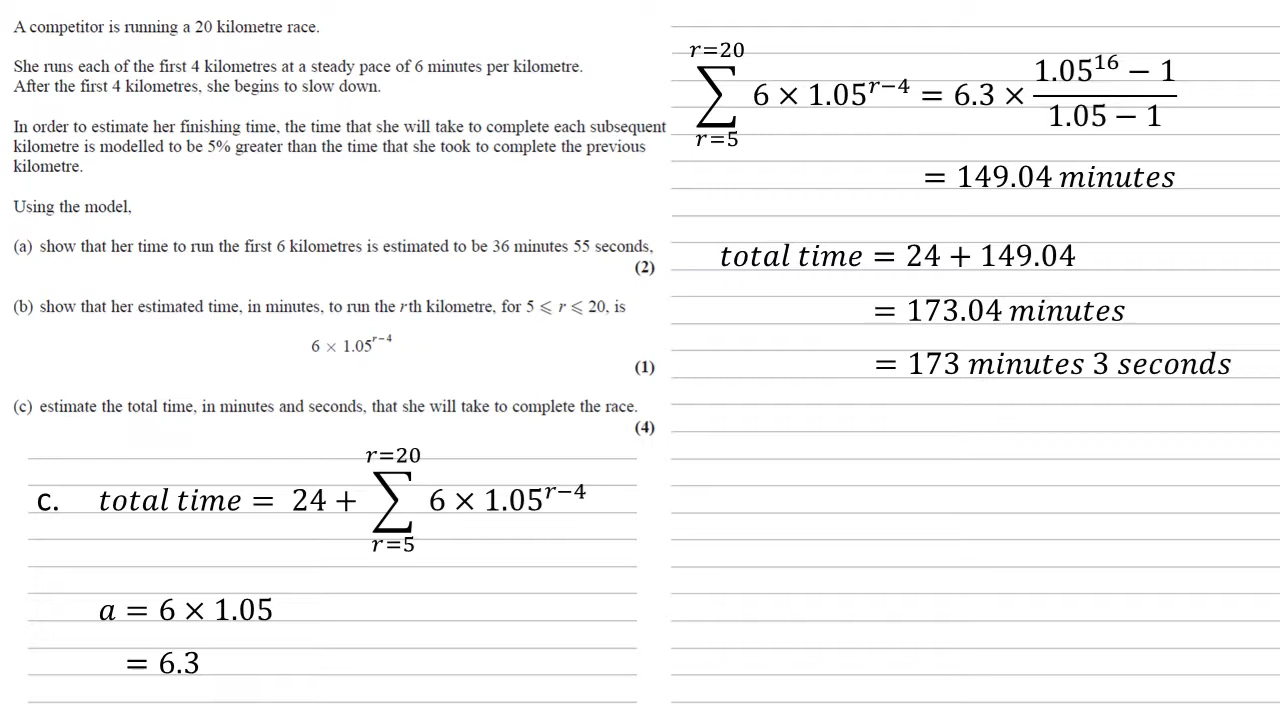 A competitor is running a 20 kilometre race.
She runs each of the first 4 kilometres at a steady pace of 6 minutes per kilometre.
After the first 4 kilometres, she begins to slow down.
In order to estimate her finishing time, the time that she will take to complete each subsequent
kilometre is modelled to be 5% greater than the time that she took to complete the previous
kilometre.
Using the model,
(a) show that her time to run the first 6 kilometres is estimated to be 36 minutes 55 seconds,
(2)
(b) show that her estimated time, in minutes, to run the rth kilometre, for 5 ⩽ r ⩽ 20, is
6 × 1.05^{r−4}
(1)
(c) estimate the total time, in minutes and seconds, that she will take to complete the race.
(4)
c. total time = 24 + \sum_{r=5}^{r=20} 6 × 1.05^{r−4}
a = 6 × 1.05
= 6.3
\sum_{r=5}^{r=20} 6 × 1.05^{r−4} = 6.3 × \frac{1.05^{16} − 1}{1.05 − 1}
= 149.04 minutes
total time = 24 + 149.04
= 173.04 minutes
= 173 minutes 3 seconds